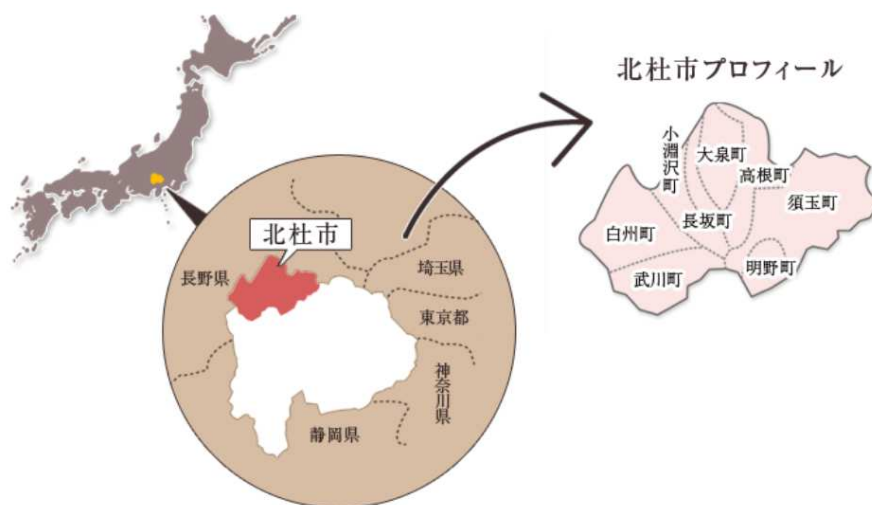 北杜市プロフィール
小淵沢町
大泉町
高根町
須玉町
長坂町
白州町
武川町
明野町
北杜市
長野県
埼玉県
東京都
神奈川県
静岡県